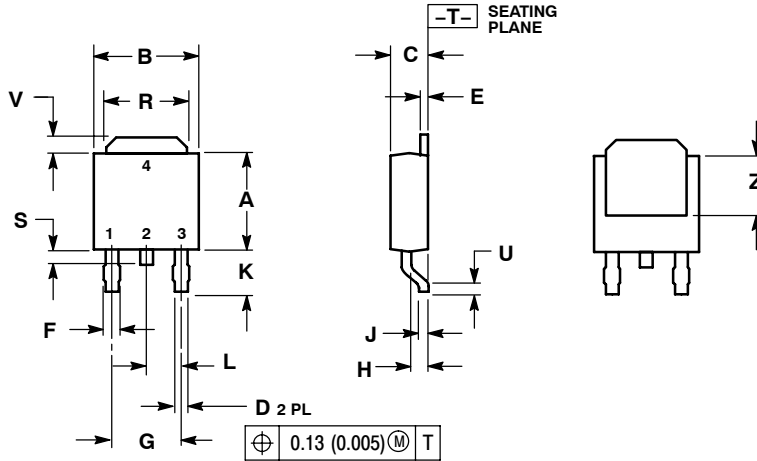 –T– SEATING
PLANE
B
C
V
R
E
4
Z
S
A
1 2 3
K
U
F
J
L
H
D 2 PL
G
⌖ 0.13 (0.005) Ⓜ T